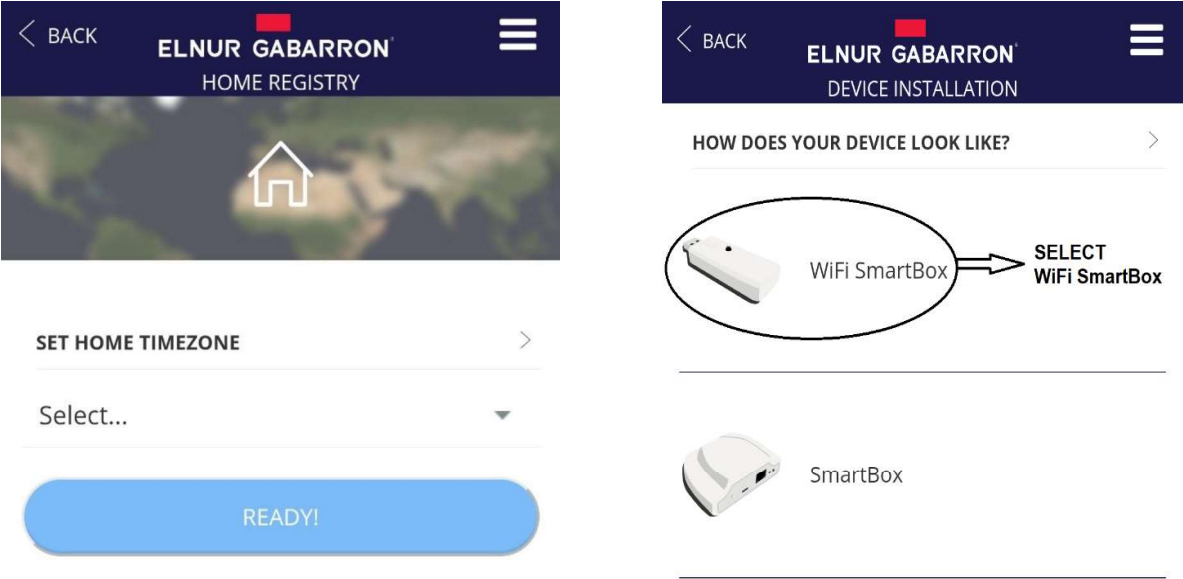 BACK
ELNUR GABARRON
HOME REGISTRY
SET HOME TIMEZONE
Select...
READY!
BACK
ELNUR GABARRON
DEVICE INSTALLATION
HOW DOES YOUR DEVICE LOOK LIKE?
WiFi SmartBox
SELECT
WiFi SmartBox
SmartBox